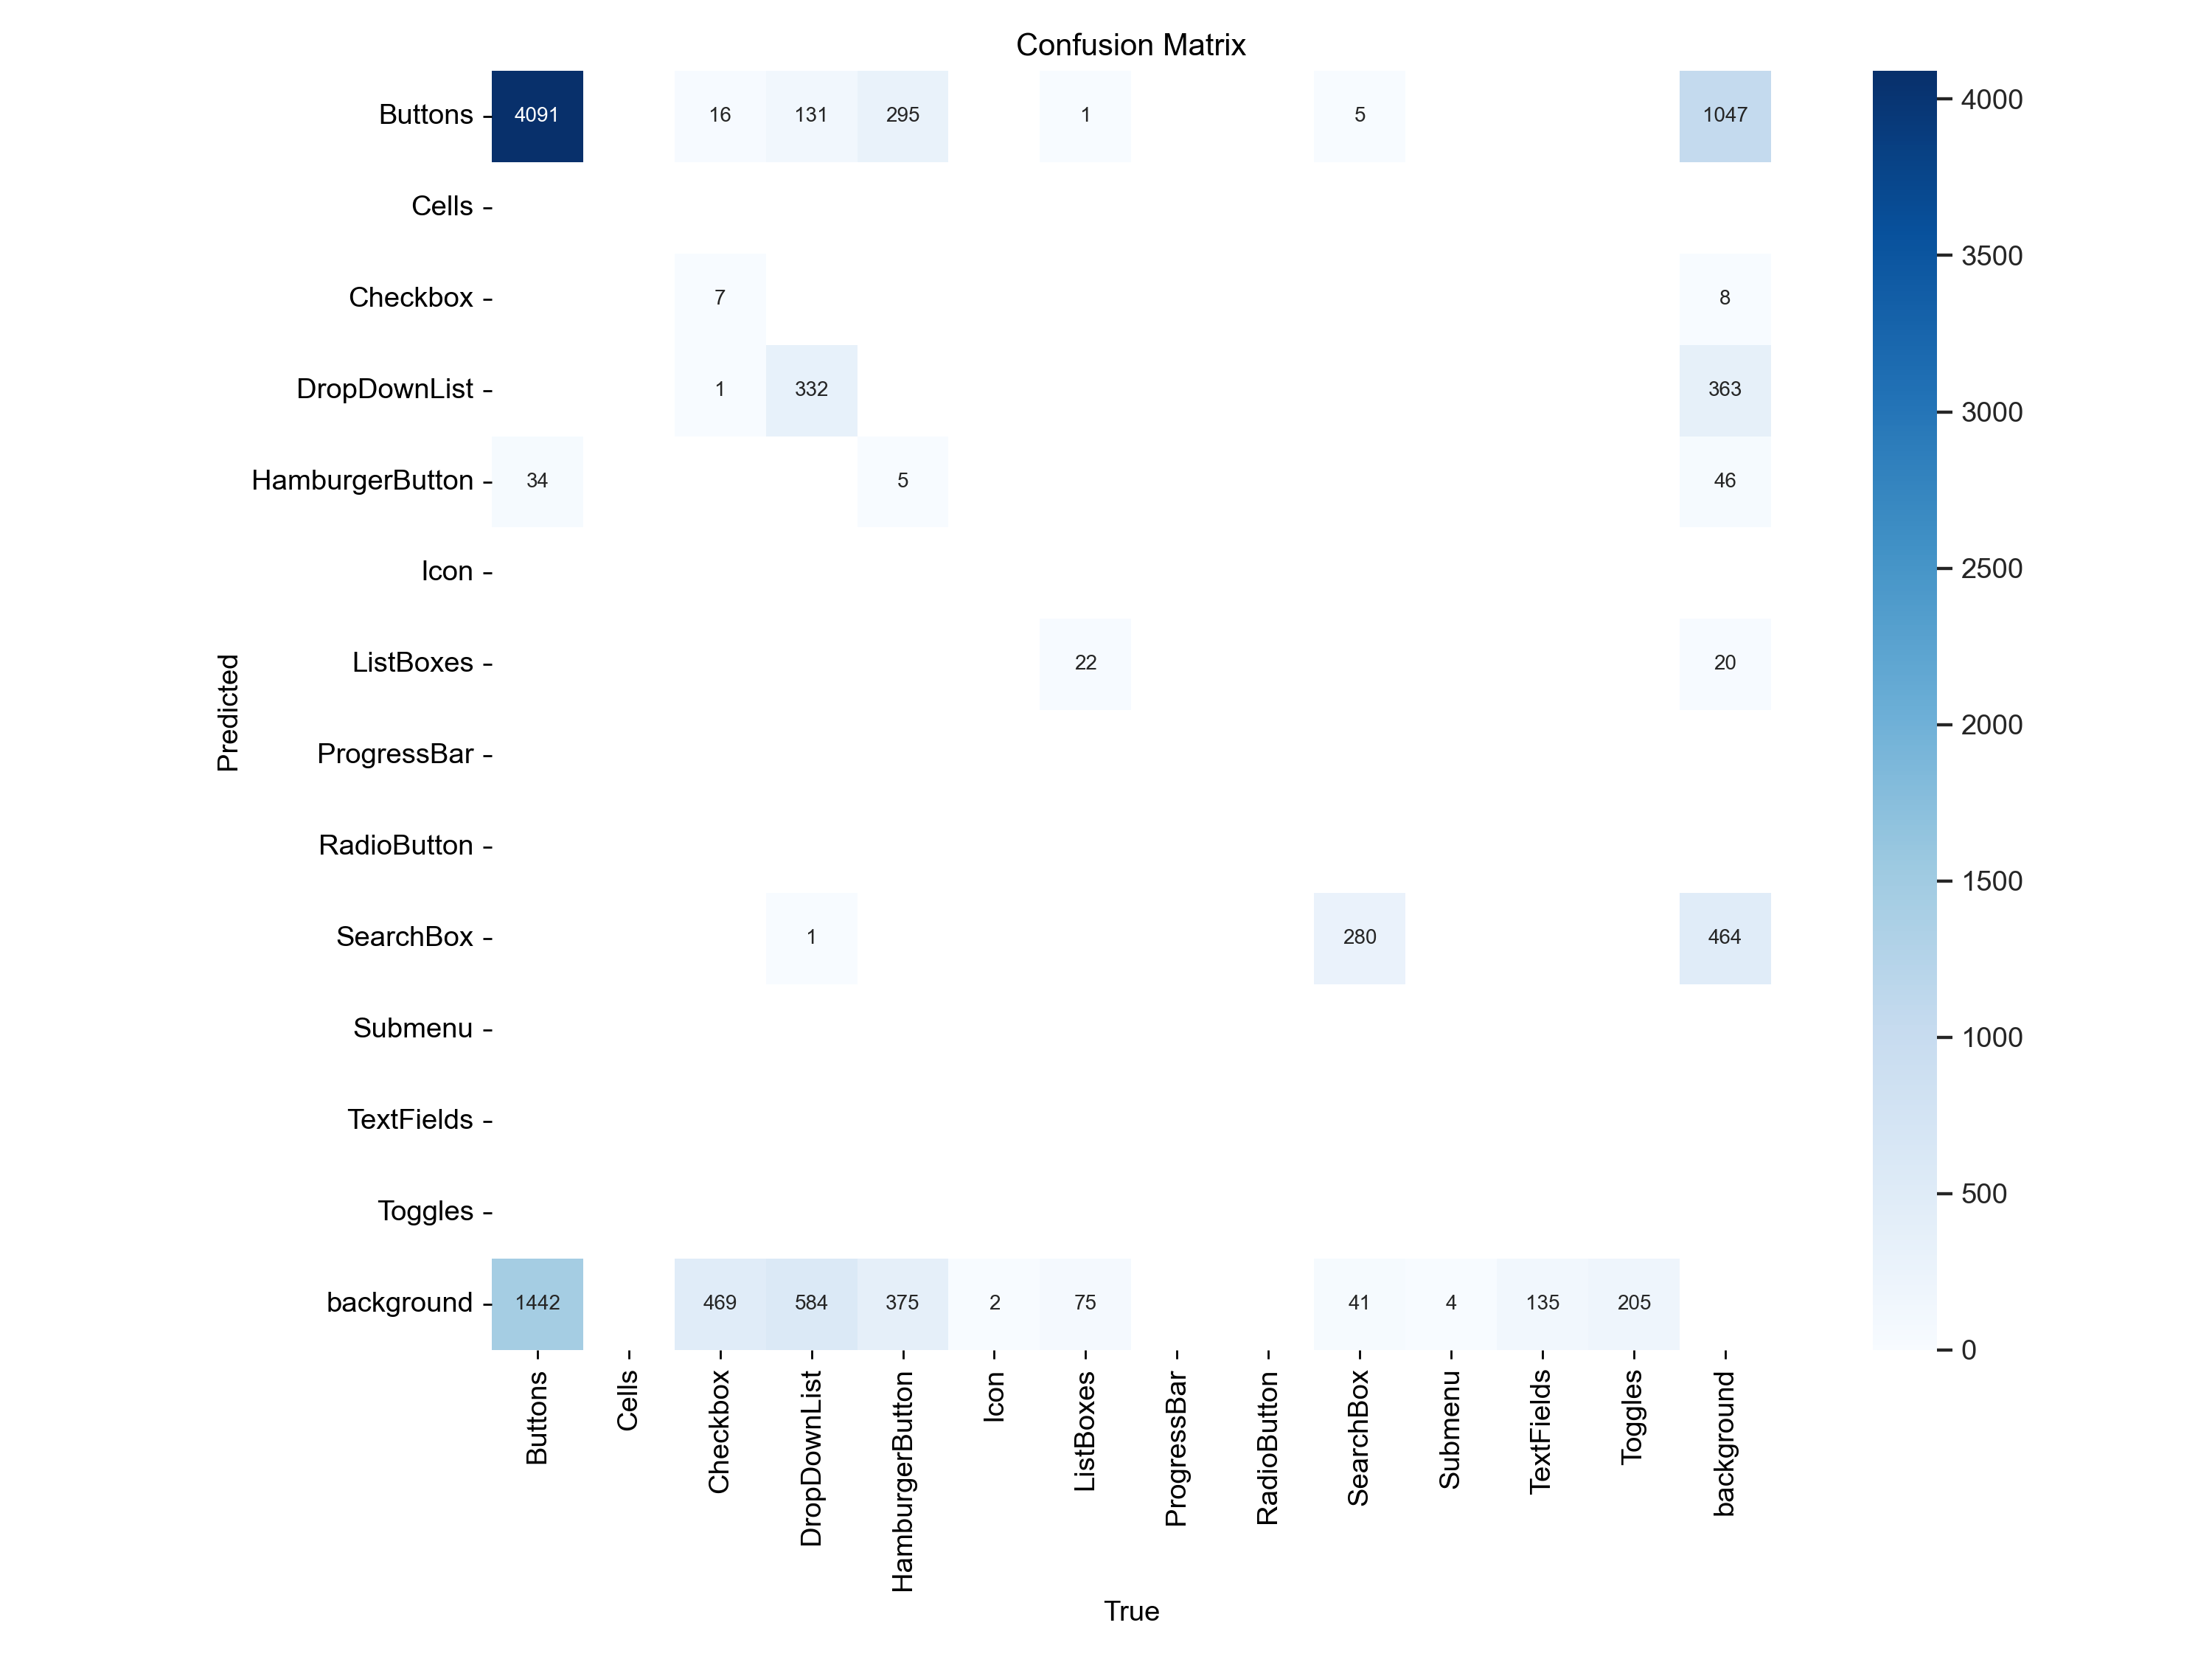 Confusion Matrix
Buttons 4091 16 131 295 1 5 1047
Cells
Checkbox 7 8
DropDownList 1 332 363
HamburgerButton 34 5 46
Icon
ListBoxes 22 20
ProgressBar
RadioButton
SearchBox 1 280 464
Submenu
TextFields
Toggles
background 1442 469 584 375 2 75 41 4 135 205
Predicted
Buttons
Cells
Checkbox
DropDownList
HamburgerButton
Icon
ListBoxes
ProgressBar
RadioButton
SearchBox
Submenu
TextFields
Toggles
background
True
4000
3500
3000
2500
2000
1500
1000
500
0